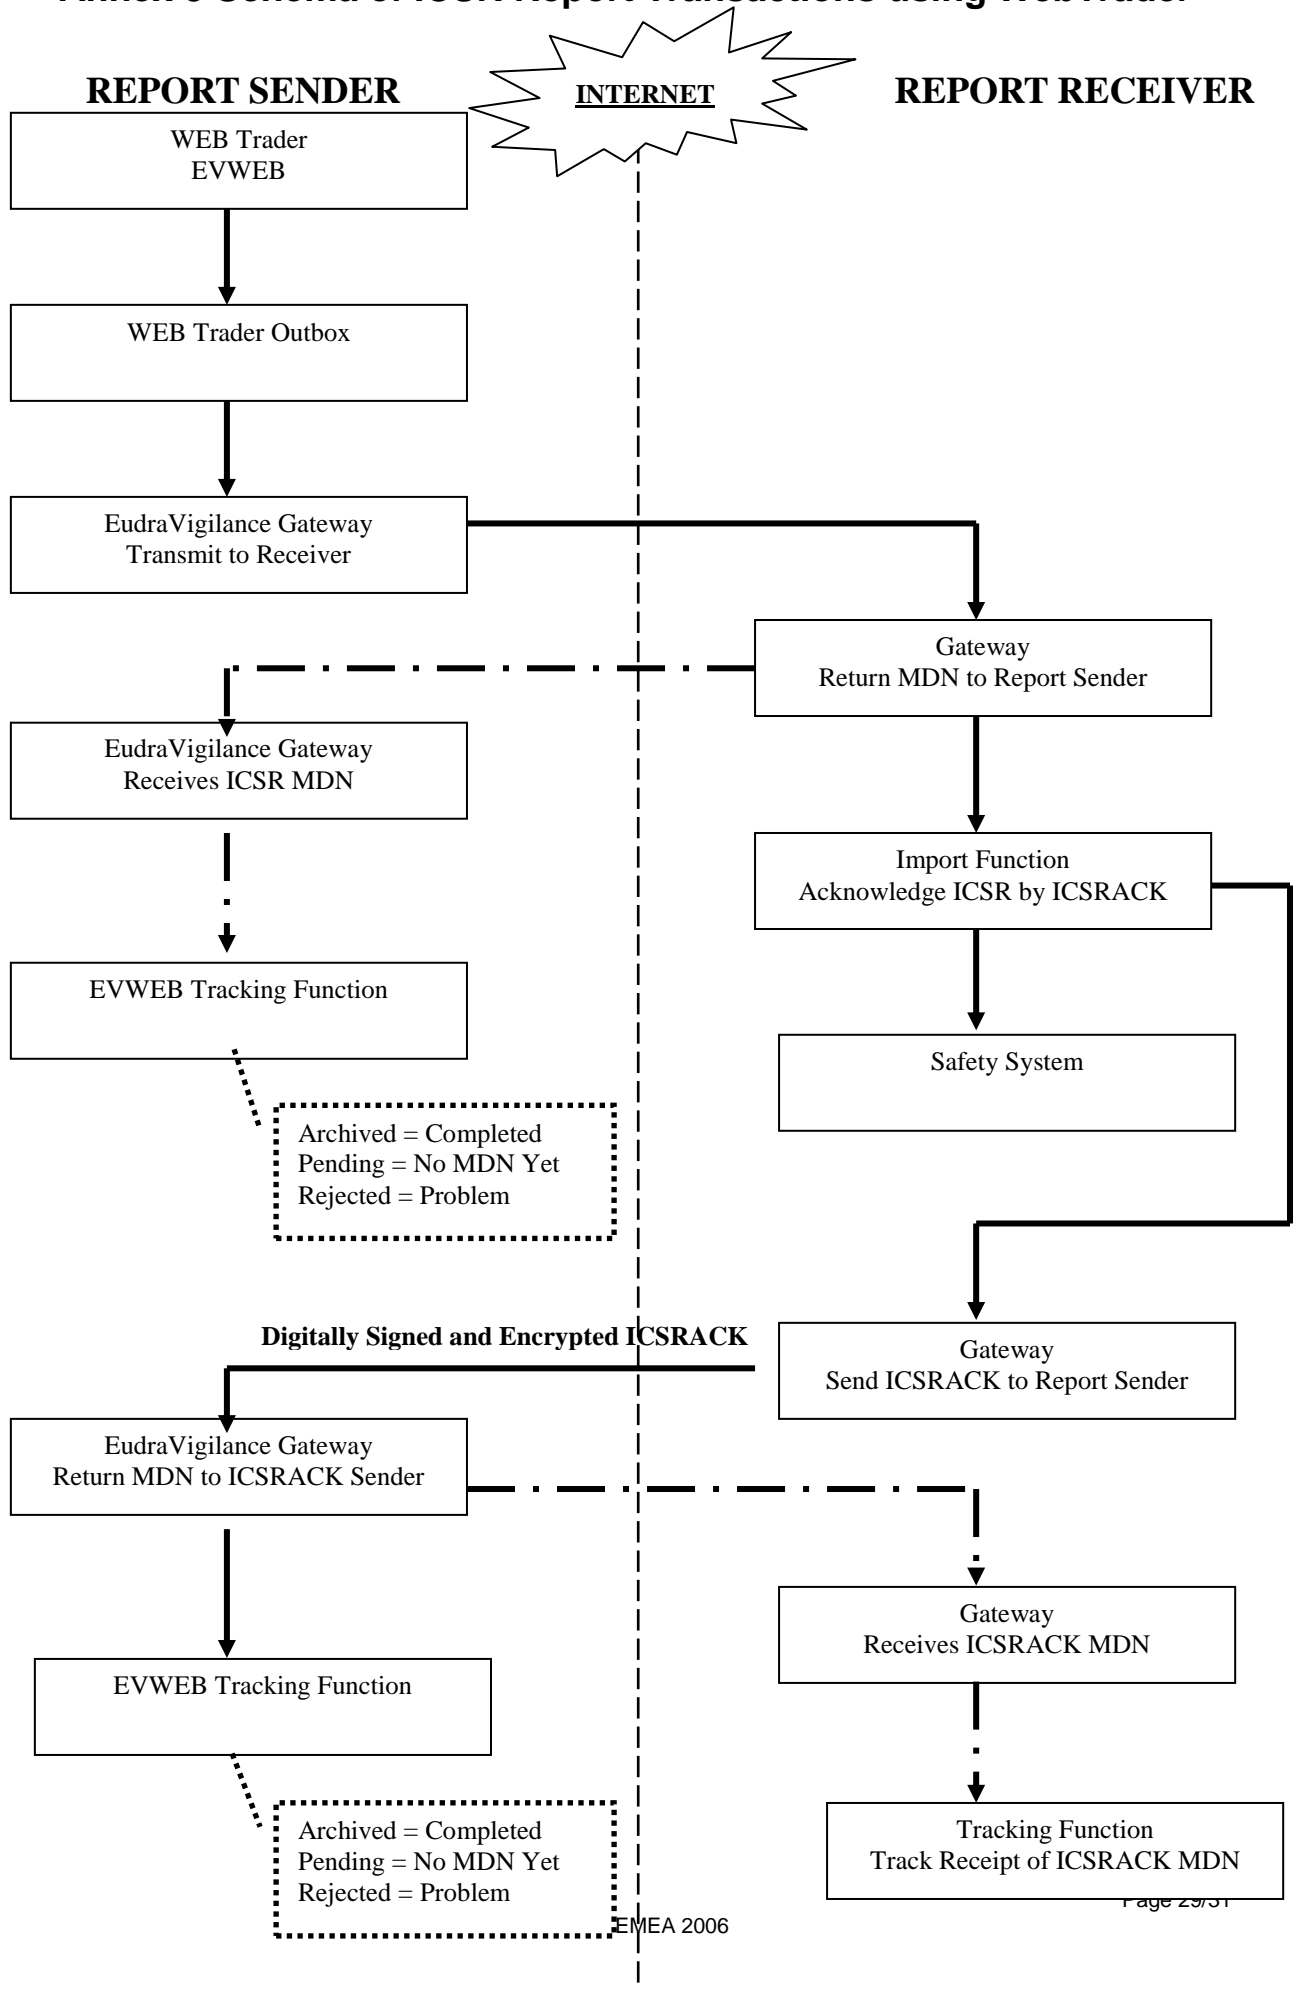 REPORT SENDER
INTERNET
REPORT RECEIVER
WEB Trader
EVWEB
WEB Trader Outbox
EudraVigilance Gateway
Transmit to Receiver
Gateway
Return MDN to Report Sender
EudraVigilance Gateway
Receives ICSR MDN
Import Function
Acknowledge ICSR by ICSRACK
EVWEB Tracking Function
Safety System
Archived = Completed
Pending = No MDN Yet
Rejected = Problem
Digitally Signed and Encrypted ICSRACK
Gateway
Send ICSRACK to Report Sender
EudraVigilance Gateway
Return MDN to ICSRACK Sender
Gateway
Receives ICSRACK MDN
EVWEB Tracking Function
Tracking Function
Track Receipt of ICSRACK MDN
Archived = Completed
Pending = No MDN Yet
Rejected = Problem
Page 29/31
EMEA 2006